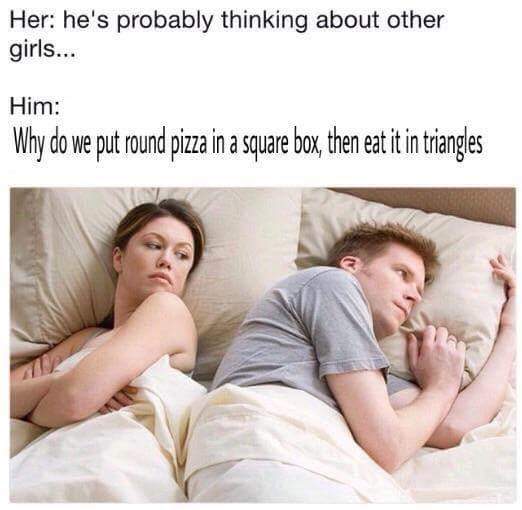 Her: he's probably thinking about other
girls...
Him:
Why do we put round pizza in a square box, then eat it in triangles